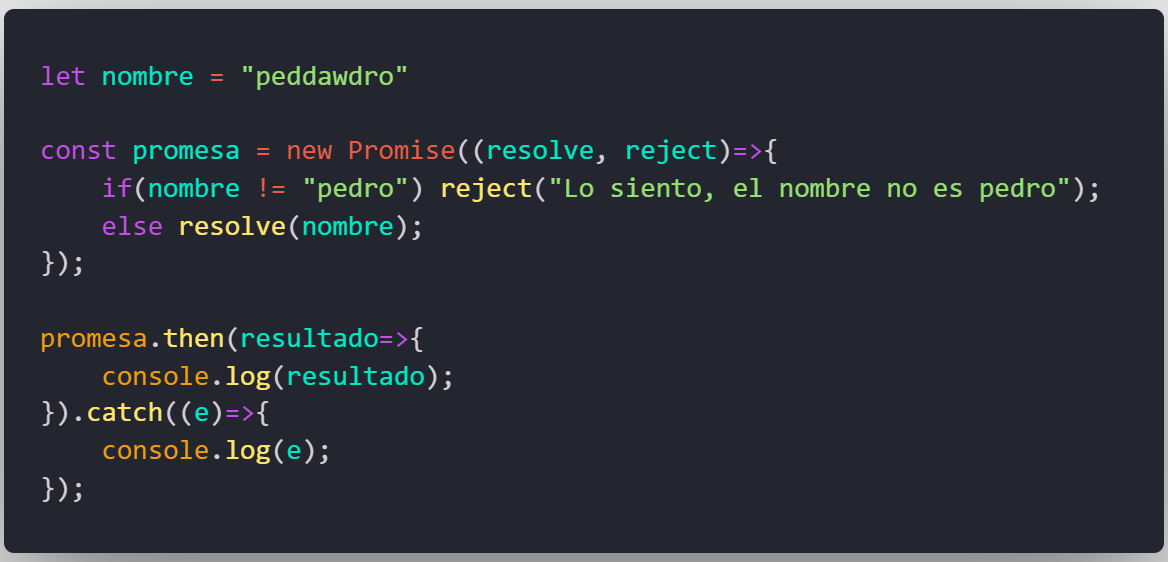 let nombre = "peddawdro"
const promesa = new Promise((resolve, reject)=>{
    if(nombre != "pedro") reject("Lo siento, el nombre no es pedro");
    else resolve(nombre);
});
promesa.then(resultado=>{
    console.log(resultado);
}).catch((e)=>{
    console.log(e);
});